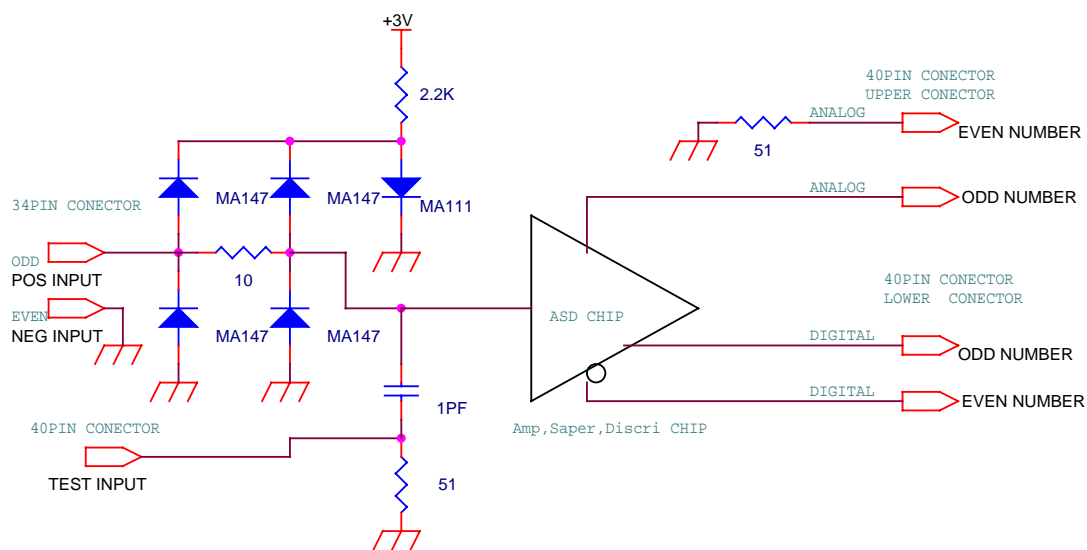 +3V
2.2K
40PIN CONECTOR
UPPER CONECTOR
ANALOG
EVEN NUMBER
51
MA147
MA147
MA111
ANALOG
ODD NUMBER
34PIN CONECTOR
ODD
POS INPUT
10
EVEN
NEG INPUT
MA147
MA147
ASD CHIP
40PIN CONECTOR
LOWER CONECTOR
DIGITAL
ODD NUMBER
DIGITAL
EVEN NUMBER
1PF
Amp,Saper,Discri CHIP
40PIN CONECTOR
TEST INPUT
51